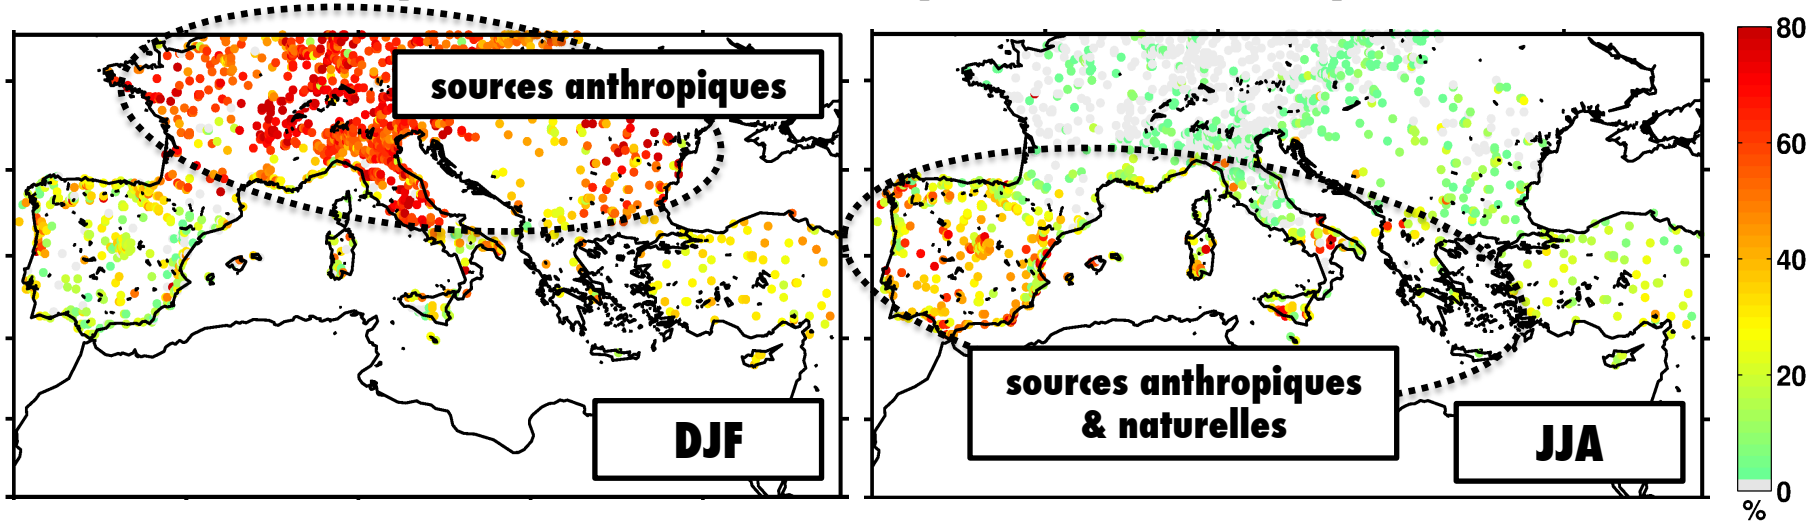 sources anthropiques
DJF
sources anthropiques
& naturelles
JJA
80
60
40
20
0
%